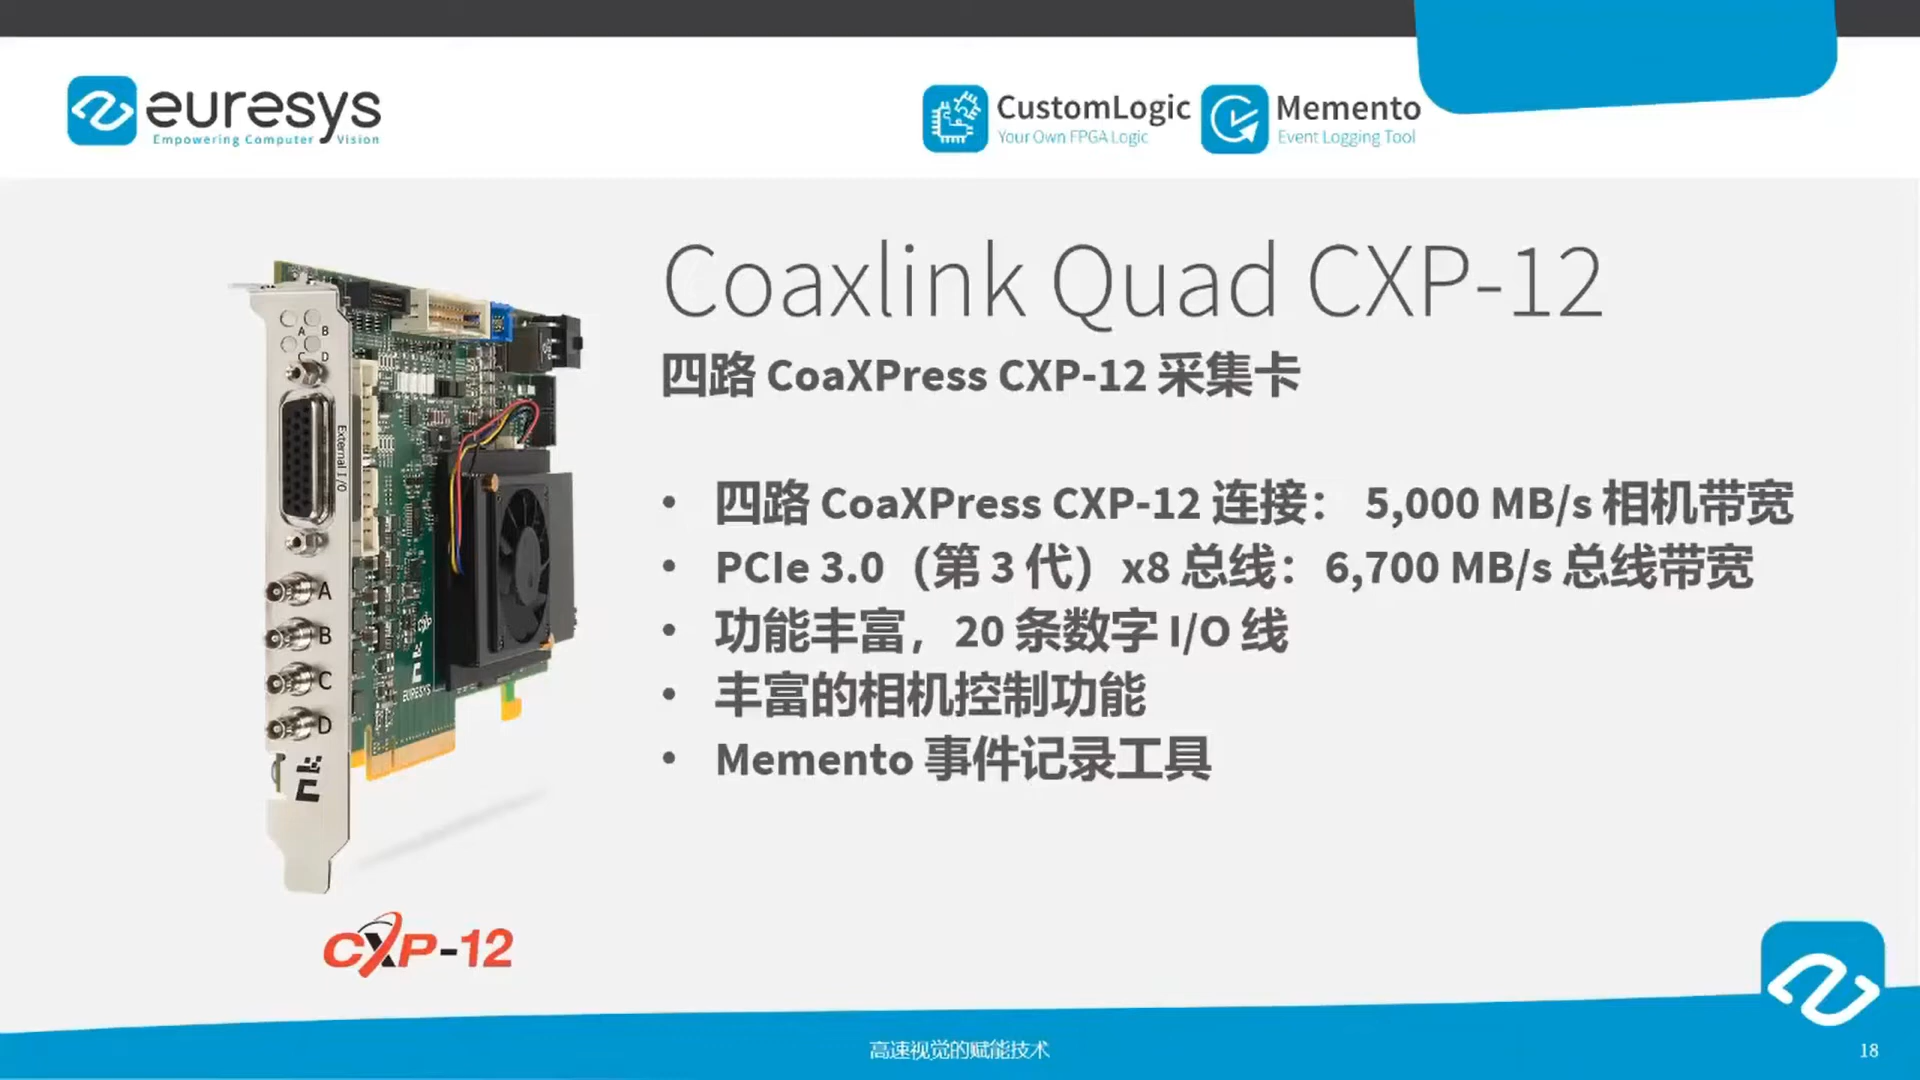 euresys
Empowering Computer Vision
CustomLogic
Your Own FPGA Logic
Memento
Event Logging Tool
Coaxlink Quad CXP-12
四路 CoaXPress CXP-12 采集卡
• 四路 CoaXPress CXP-12 连接： 5,000 MB/s 相机带宽
• PCIe 3.0（第 3 代）x8 总线：6,700 MB/s 总线带宽
• 功能丰富，20 条数字 I/O 线
• 丰富的相机控制功能
• Memento 事件记录工具
A B
C D
External I/O
A
B
C
D
EURESYS
CXP-12
高速视觉的赋能技术
18